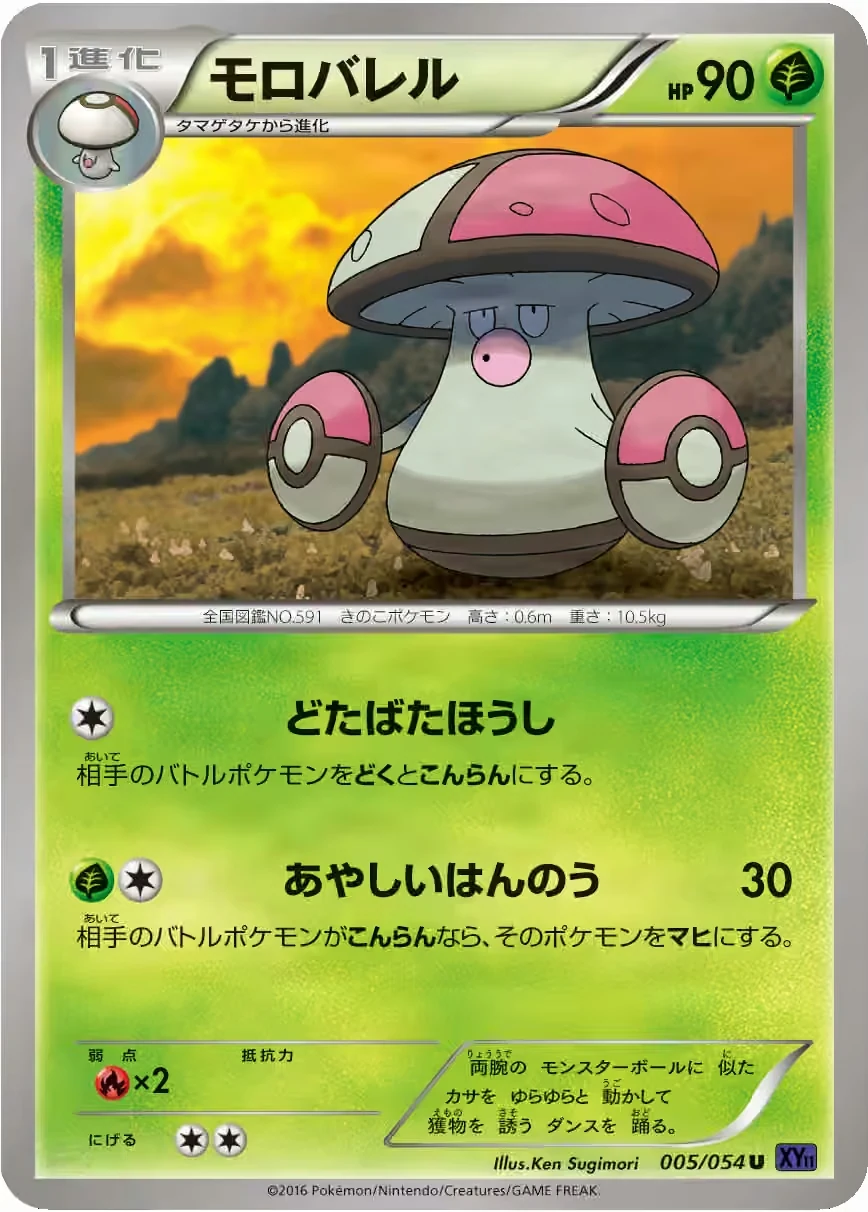 1進化
モロバレル
HP90
タマゲタケから進化
全国図鑑NO.591 きのこポケモン 高さ:0.6m 重さ:10.5kg
どたばたほうし
あいて
相手のバトルポケモンをどくとこんらんにする。
あやしいはんのう 30
あいて
相手のバトルポケモンがこんらんなら、そのポケモンをマヒにする。
弱点 抵抗力
×2
にげる
りょううで に
両腕の モンスターボールに 似た
うご
カサを ゆらゆらと 動かして
えもの さそ おど
獲物を 誘う ダンスを 踊る。
Illus.Ken Sugimori 005/054 U XY11
©2016 Pokémon/Nintendo/Creatures/GAME FREAK.